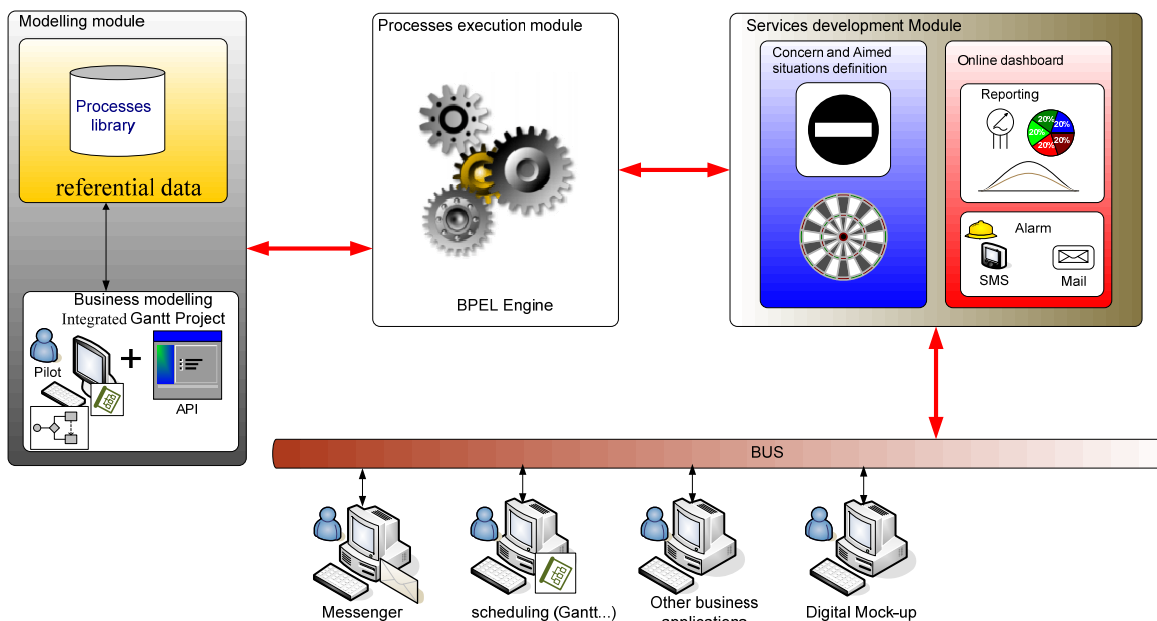 Modelling module
Processes
library
referential data
Business modelling
Integrated Gantt Project
Pilot
+
API
Processes execution module
BPEL Engine
Services development Module
Concern and Aimed
situations definition
Online dashboard
Reporting
20%
20%
20%
20%
20%
Alarm
SMS
Mail
BUS
Messenger
scheduling (Gantt...)
Other business
applications
Digital Mock-up